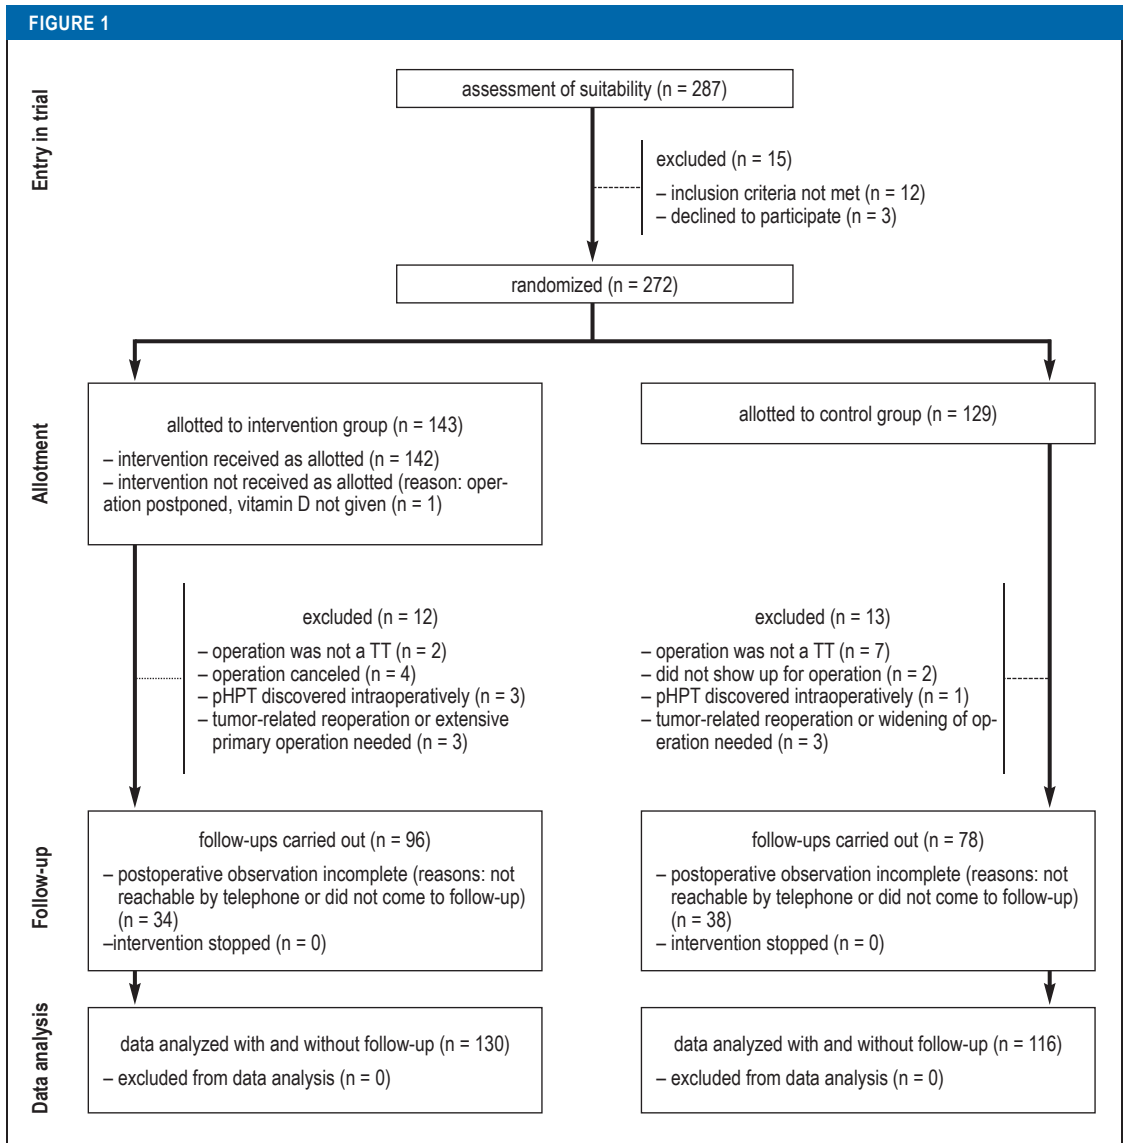 FIGURE 1
Entry in trial
assessment of suitability (n = 287)
excluded (n = 15)
– inclusion criteria not met (n = 12)
– declined to participate (n = 3)
randomized (n = 272)
Allotment
allotted to intervention group (n = 143)
– intervention received as allotted (n = 142)
– intervention not received as allotted (reason: oper-
ation postponed, vitamin D not given (n = 1)
allotted to control group (n = 129)
excluded (n = 12)
– operation was not a TT (n = 2)
– operation canceled (n = 4)
– pHPT discovered intraoperatively (n = 3)
– tumor-related reoperation or extensive
primary operation needed (n = 3)
excluded (n = 13)
– operation was not a TT (n = 7)
– did not show up for operation (n = 2)
– pHPT discovered intraoperatively (n = 1)
– tumor-related reoperation or widening of op-
eration needed (n = 3)
Follow-up
follow-ups carried out (n = 96)
– postoperative observation incomplete (reasons: not
reachable by telephone or did not come to follow-up)
(n = 34)
–intervention stopped (n = 0)
follow-ups carried out (n = 78)
– postoperative observation incomplete (reasons: not
reachable by telephone or did not come to follow-up)
(n = 38)
– intervention stopped (n = 0)
Data analysis
data analyzed with and without follow-up (n = 130)
– excluded from data analysis (n = 0)
data analyzed with and without follow-up (n = 116)
– excluded from data analysis (n = 0)